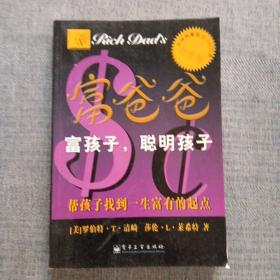 Rich Dad's
富爸爸
富孩子，聪明孩子
帮孩子找到一生富有的起点
[美]罗伯特·T·清崎 莎伦·L·莱希特 著
电子工业出版社